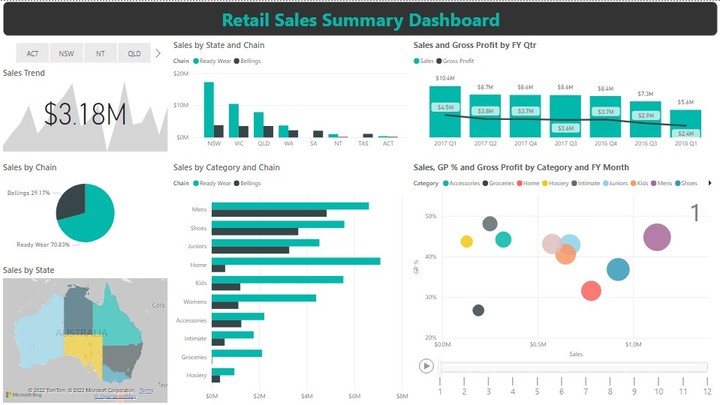 Retail Sales Summary Dashboard
ACT NSW NT QLD
Sales Trend
$3.18M
Sales by State and Chain
Chain Ready Wear Bellings
$20M
$10M
$0M
NSW VIC QLD WA SA NT TAS ACT
Sales and Gross Profit by FY Qtr
Sales Gross Profit
$10.4M $8.7M $8.6M $8.6M $8.4M $7.3M $5.6M
$4.5M $3.8M $3.7M $3.6M $3.7M $2.9M $2.4M
2017 Q1 2017 Q2 2017 Q4 2016 Q2 2016 Q4 2016 Q3 2018 Q1
Sales by Chain
Bellings 29.17%
Ready Wear 70.83%
Sales by Category and Chain
Chain Ready Wear Bellings
Mens
Shoes
Juniors
Home
Kids
Womens
Accessories
Intimate
Groceries
Hosiery
$0M $2M $4M $6M $8M
Sales, GP % and Gross Profit by Category and FY Month
Category Accessories Groceries Home Hosiery Intimate Juniors Kids Mens Shoes
1
50%
40%
30%
20%
GP %
$0.0M $0.5M $1.0M
Sales
1 2 3 4 5 6 7 8 9 10 11 12
Sales by State
AUSTRALIA
Coral
© 2022 TomTom, © 2022 Microsoft Corporation, Terms
© OpenStreetMap
Microsoft Bing